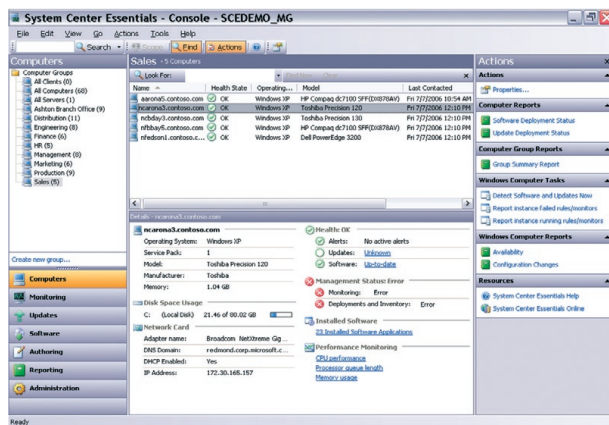 System Center Essentials - Console - SCEDEMO_MG
File Edit View Go Actions Tools Help
Search Scope Find Actions
Computers
Computer Groups
All Clients (0)
All Computers (68)
All Servers (1)
Ashton Branch Office (9)
Distribution (11)
Engineering (8)
Finance (6)
HR (5)
Management (8)
Marketing (6)
Production (9)
Sales (5)
Create new group...
Computers
Monitoring
Updates
Software
Authoring
Reporting
Administration
Sales - 5 Computers
Look For: Find Now Clear
Name Health State Operating... Model Last Contacted
aarona5.contoso.com OK Windows XP HP Compaq dc7100 SFF(DX878AV) Fri 7/7/2006 10:54 AM
ncarona3.contoso.com OK Windows XP Toshiba Precision 120 Fri 7/7/2006 12:10 PM
ncbday3.contoso.com OK Windows XP Toshiba Precision 130 Fri 7/7/2006 12:10 PM
nfbbay5.contoso.com OK Windows XP HP Compaq dc7100 SFF(DX878AV) Fri 7/7/2006 12:10 PM
nfedson1.contoso.c... OK Windows XP Dell PowerEdge 3200 Fri 7/7/2006 12:10 PM
Details - ncarona3.contoso.com
ncarona3.contoso.com
Operating System: Windows XP
Service Pack: 1
Model: Toshiba Precision 120
Manufacturer: Toshiba
Memory: 1.04 GB
Disk Space Usage
C: (Local Disk) 21.46 of 80.02 GB
Network Card
Adapter name: Broadcom NetXtreme Gig...
DNS Domain: redmond.corp.microsoft.c...
DHCP Enabled: Yes
IP Address: 172.30.165.157
Health: OK
Alerts: No active alerts
Updates: Unknown
Software: Up-to-date
Management Status: Error
Monitoring: Error
Deployments and Inventory: Error
Installed Software
23 Installed Software Applications
Performance Monitoring
CPU performance
Processor queue length
Memory usage
Actions
Actions
Properties...
Computer Reports
Software Deployment Status
Update Deployment Status
Computer Group Reports
Group Summary Report
Windows Computer Tasks
Detect Software and Updates Now
Report instance failed rules/monitors
Report instance running rules/monitors
Windows Computer Reports
Availability
Configuration Changes
Resources
System Center Essentials Help
System Center Essentials Online
Ready